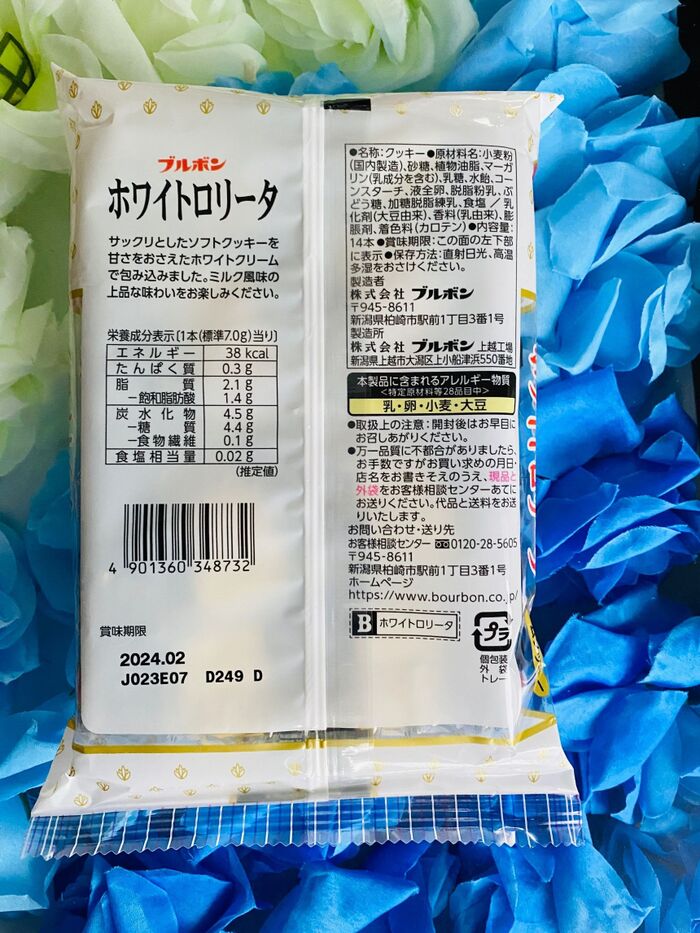 ブルボン
ホワイトロリータ
サックリとしたソフトクッキーを
甘さをおさえたホワイトクリーム
で包み込みました。ミルク風味の
上品な味わいをお楽しみください。
栄養成分表示〔1本(標準7.0g)当り〕
エネルギー 38 kcal
たんぱく質 0.3 g
脂質 2.1 g
−飽和脂肪酸 1.4 g
炭水化物 4.5 g
−糖質 4.4 g
−食物繊維 0.1 g
食塩相当量 0.02 g
(推定値)
4 901360 348732
賞味期限
2024.02
J023E07 D249 D
●名称:クッキー●原材料名:小麦粉
(国内製造)、砂糖、植物油脂、マーガ
リン(乳成分を含む)、乳糖、水飴、コー
ンスターチ、液全卵、脱脂粉乳、ぶ
どう糖、加糖脱脂練乳、食塩／乳
化剤(大豆由来)、香料(乳由来)、膨
脹剤、着色料(カロテン)●内容量:
14本●賞味期限:この面の左下部
に表示●保存方法:直射日光、高温
多湿をおさけください。
製造者
株式会社 ブルボン
〒945-8611
新潟県柏崎市駅前1丁目3番1号
製造所
株式会社 ブルボン 上越工場
新潟県上越市大潟区上小船津浜550番地
本製品に含まれるアレルギー物質
<特定原材料等28品目中>
乳・卵・小麦・大豆
●取扱上の注意:開封後はお早目に
お召しあがりください。
●万一品質に不都合がありましたら、
お手数ですがお買い求めの月日・
店名をお書きそえのうえ、現品と
外袋をお客様相談センターあてに
お送りください。代品と送料をお送
りいたします。
お問い合わせ・送り先
お客様相談センター 0120-28-5605
〒945-8611
新潟県柏崎市駅前1丁目3番1号
ホームページ
https://www.bourbon.co.jp/
B ホワイトロリータ
プラ
個包装
外袋
トレー